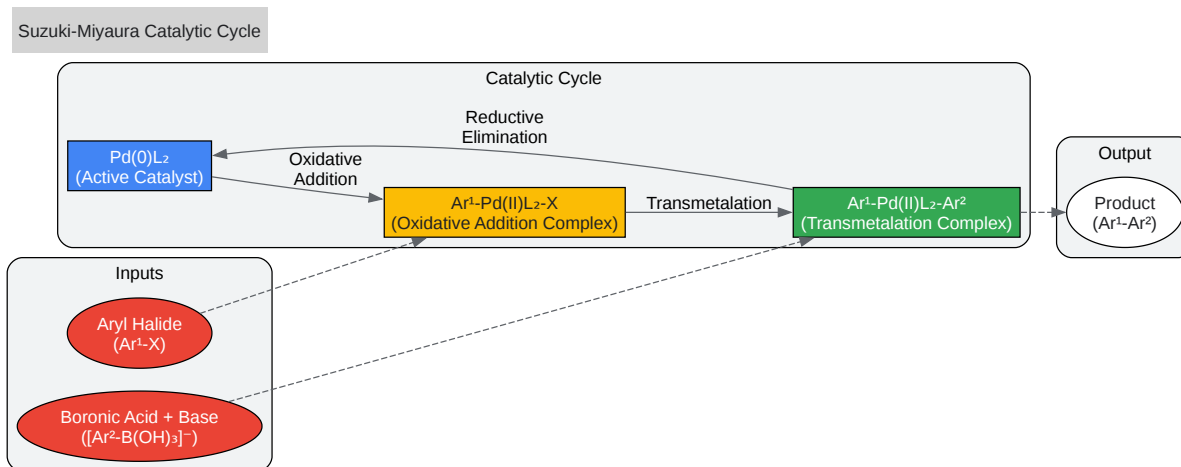 Suzuki-Miyaura Catalytic Cycle
Catalytic Cycle
Reductive
Elimination
Pd(0)L₂
(Active Catalyst)
Oxidative
Addition
Ar¹-Pd(II)L₂-X
(Oxidative Addition Complex)
Transmetalation
Ar¹-Pd(II)L₂-Ar²
(Transmetalation Complex)
Output
Product
(Ar¹-Ar²)
Inputs
Aryl Halide
(Ar¹-X)
Boronic Acid + Base
([Ar²-B(OH)₃]⁻)